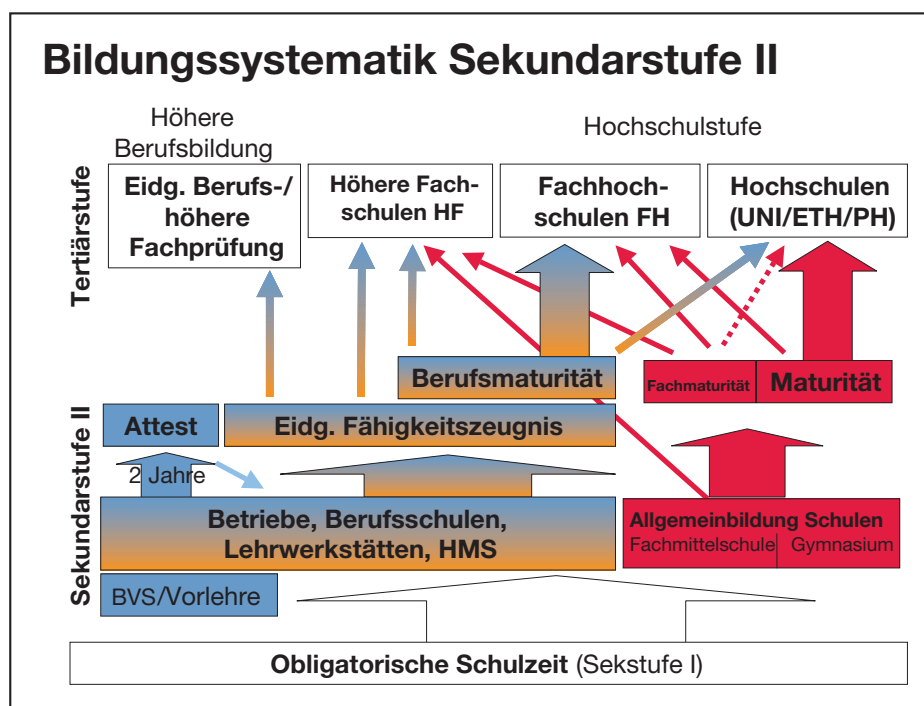 Bildungssystematik Sekundarstufe II
Höhere
Berufsbildung
Hochschulstufe
Tertiärstufe
Eidg. Berufs-/
höhere
Fachprüfung
Höhere Fach-
schulen HF
Fachhoch-
schulen FH
Hochschulen
(UNI/ETH/PH)
Berufsmaturität
Fachmaturität
Maturität
Sekundarstufe II
Attest
Eidg. Fähigkeitszeugnis
2 Jahre
Betriebe, Berufsschulen,
Lehrwerkstätten, HMS
Allgemeinbildung Schulen
Fachmittelschule
Gymnasium
BVS/Vorlehre
Obligatorische Schulzeit (Sekstufe I)